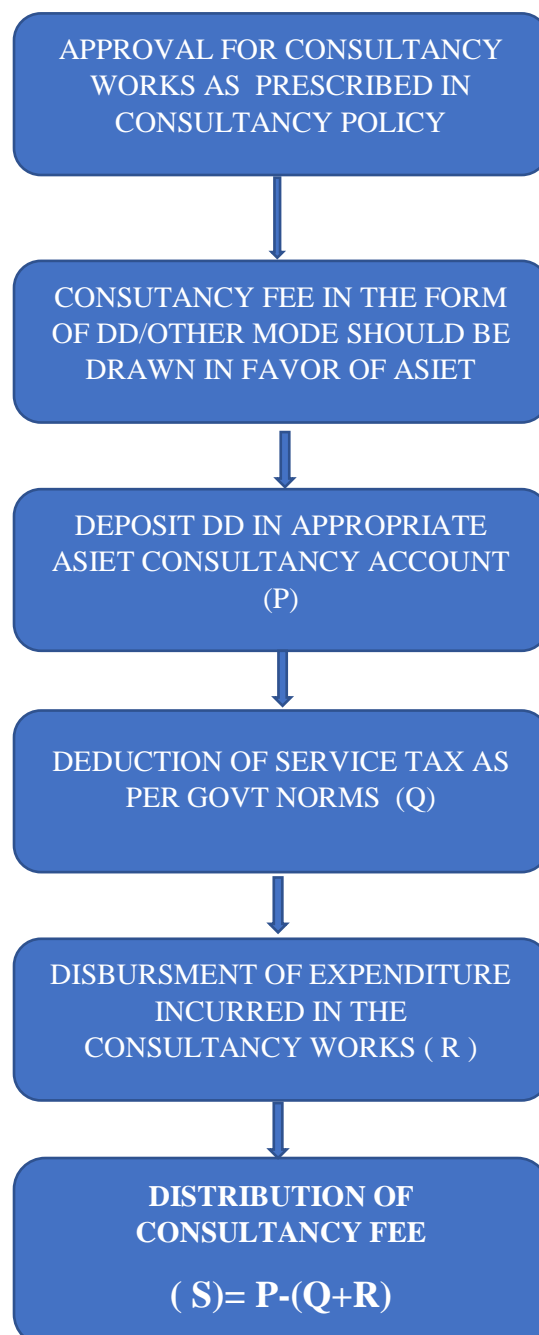 APPROVAL FOR CONSULTANCY
WORKS AS PRESCRIBED IN
CONSULTANCY POLICY
CONSUTANCY FEE IN THE FORM
OF DD/OTHER MODE SHOULD BE
DRAWN IN FAVOR OF ASIET
DEPOSIT DD IN APPROPRIATE
ASIET CONSULTANCY ACCOUNT
(P)
DEDUCTION OF SERVICE TAX AS
PER GOVT NORMS (Q)
DISBURSMENT OF EXPENDITURE
INCURRED IN THE
CONSULTANCY WORKS ( R )
DISTRIBUTION OF
CONSULTANCY FEE
( S)= P-(Q+R)